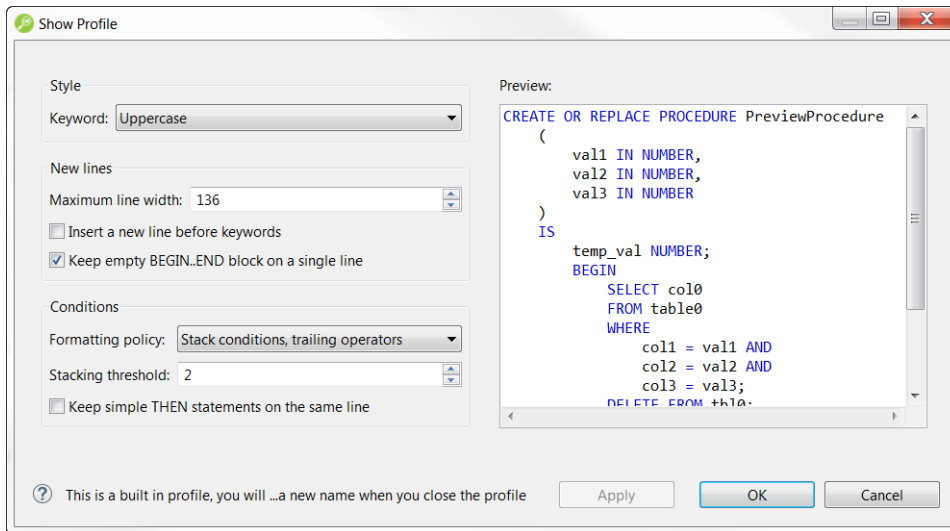 Show Profile
Style
Keyword: Uppercase
New lines
Maximum line width: 136
Insert a new line before keywords
Keep empty BEGIN..END block on a single line
Conditions
Formatting policy: Stack conditions, trailing operators
Stacking threshold: 2
Keep simple THEN statements on the same line
Preview:
CREATE OR REPLACE PROCEDURE PreviewProcedure
(
val1 IN NUMBER,
val2 IN NUMBER,
val3 IN NUMBER
)
IS
temp_val NUMBER;
BEGIN
SELECT col0
FROM table0
WHERE
col1 = val1 AND
col2 = val2 AND
col3 = val3;
DELETE FROM tbl0;
This is a built in profile, you will ...a new name when you close the profile
Apply
OK
Cancel